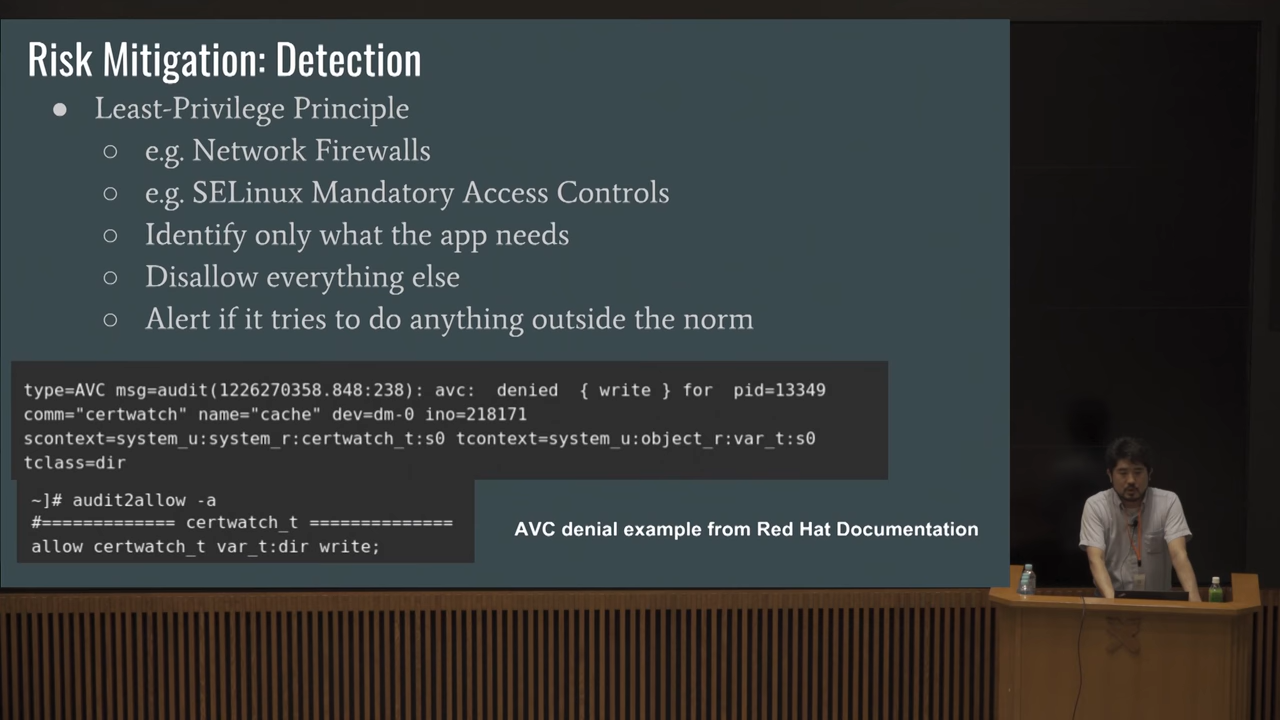 Risk Mitigation: Detection
● Least-Privilege Principle
○ e.g. Network Firewalls
○ e.g. SELinux Mandatory Access Controls
○ Identify only what the app needs
○ Disallow everything else
○ Alert if it tries to do anything outside the norm
type=AVC msg=audit(1226270358.848:238): avc:  denied  { write } for  pid=13349
comm="certwatch" name="cache" dev=dm-0 ino=218171
scontext=system_u:system_r:certwatch_t:s0 tcontext=system_u:object_r:var_t:s0
tclass=dir
~]# audit2allow -a
#============= certwatch_t ==============
allow certwatch_t var_t:dir write;
AVC denial example from Red Hat Documentation